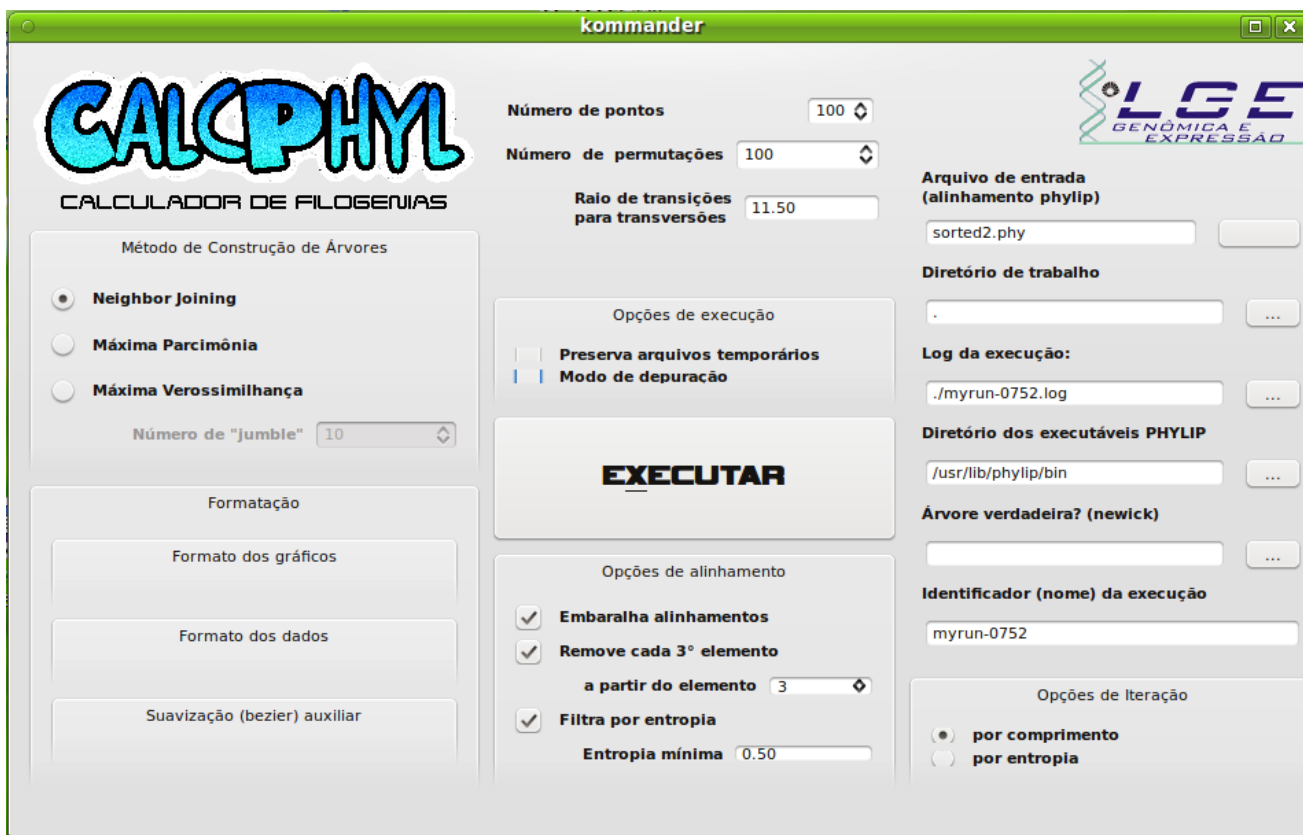 kommander
CALCPHYL
CALCULADOR DE FILOGENIAS
Método de Construção de Árvores
Neighbor Joining
Máxima Parcimônia
Máxima Verossimilhança
Número de "jumble" 10
Formatação
Formato dos gráficos
Formato dos dados
Suavização (bezier) auxiliar
Número de pontos 100
Número de permutações 100
Raio de transições
para transversões 11.50
Opções de execução
Preserva arquivos temporários
Modo de depuração
EXECUTAR
Opções de alinhamento
Embaralha alinhamentos
Remove cada 3° elemento
a partir do elemento 3
Filtra por entropia
Entropia mínima 0.50
LGE
GENÔMICA E
EXPRESSÃO
Arquivo de entrada
(alinhamento phylip)
sorted2.phy
Diretório de trabalho
. ...
Log da execução:
./myrun-0752.log ...
Diretório dos executáveis PHYLIP
/usr/lib/phylip/bin ...
Árvore verdadeira? (newick)
...
Identificador (nome) da execução
myrun-0752
Opções de Iteração
por comprimento
por entropia